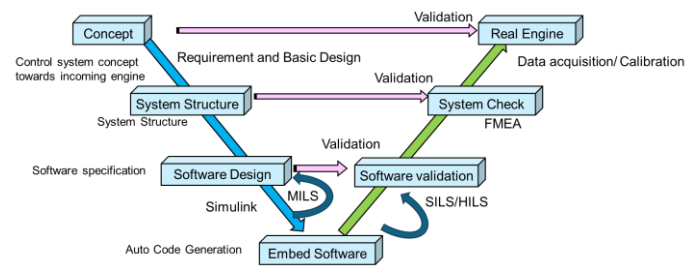 Validation
Concept
Real Engine
Control system concept
towards incoming engine
Requirement and Basic Design
Data acquisition/ Calibration
Validation
System Structure
System Check
System Structure
FMEA
Validation
Software specification
Software Design
Software validation
MILS
SILS/HILS
Simulink
Auto Code Generation
Embed Software